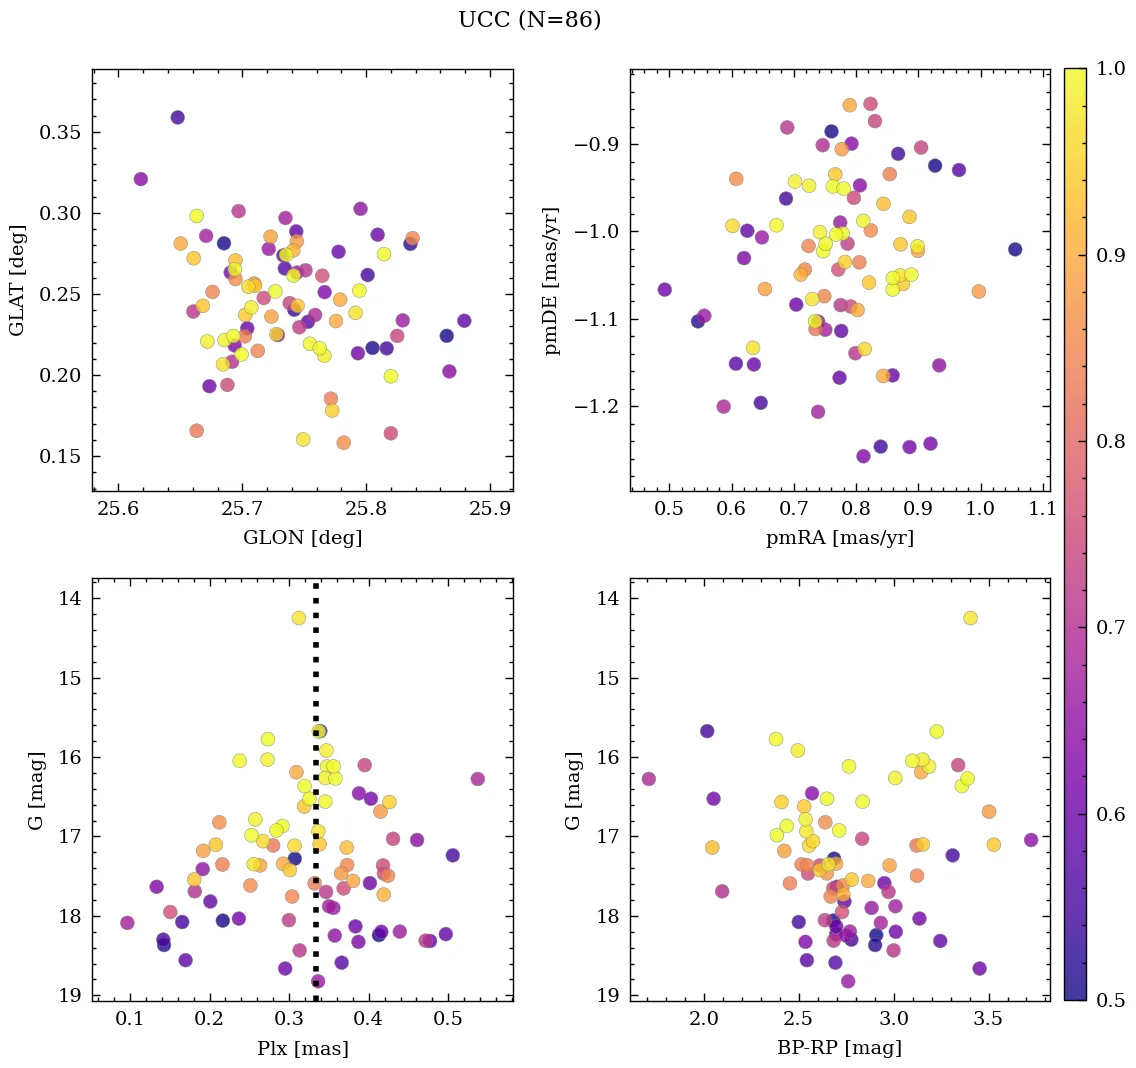 UCC (N=86)
0.35
0.30
0.25
0.20
0.15
GLAT [deg]
25.6 25.7 25.8 25.9
GLON [deg]
−0.9
−1.0
−1.1
−1.2
pmDE [mas/yr]
0.5 0.6 0.7 0.8 0.9 1.0 1.1
pmRA [mas/yr]
1.0
0.9
0.8
0.7
0.6
0.5
14
15
16
17
18
19
G [mag]
0.1 0.2 0.3 0.4 0.5
Plx [mas]
14
15
16
17
18
19
G [mag]
2.0 2.5 3.0 3.5
BP-RP [mag]